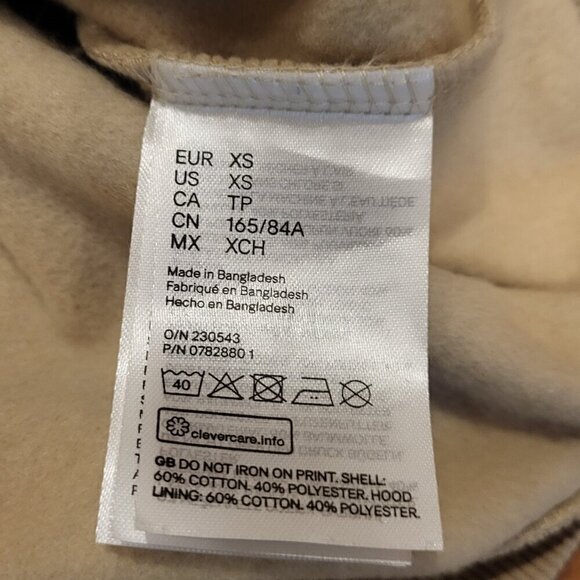 EUR XS
US XS
CA TP
CN 165/84A
MX XCH
Made in Bangladesh
Fabriqué en Bangladesh
Hecho en Bangladesh
O/N 230543
P/N 0782880 1
40
clevercare.info
GB DO NOT IRON ON PRINT. SHELL:
60% COTTON. 40% POLYESTER. HOOD
LINING: 60% COTTON. 40% POLYESTER.